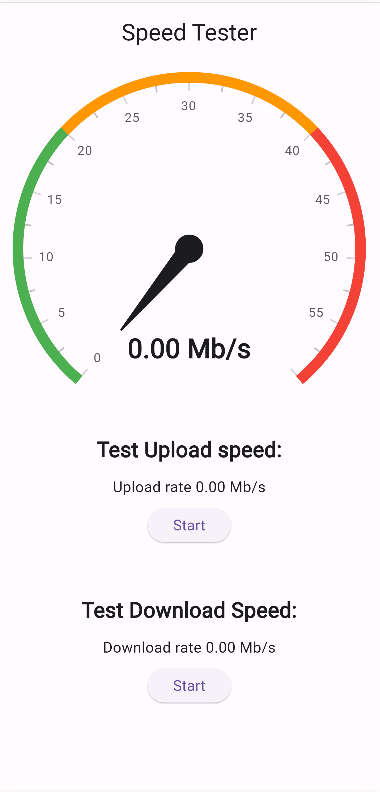 Speed Tester
30
25
35
20
40
15
45
10
50
5
55
0
0.00 Mb/s
Test Upload speed:
Upload rate 0.00 Mb/s
Start
Test Download Speed:
Download rate 0.00 Mb/s
Start